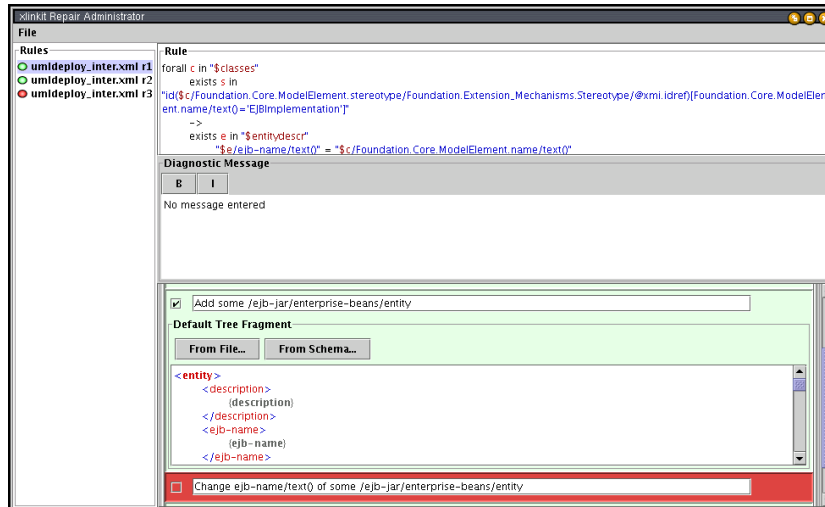 xlinkit Repair Administrator
File
Rules
umldeploy_inter.xml r1
umldeploy_inter.xml r2
umldeploy_inter.xml r3
Rule
forall c in "$classes"
exists s in
"id($c/Foundation.Core.ModelElement.stereotype/Foundation.Extension_Mechanisms.Stereotype/@xmi.idref)[Foundation.Core.ModelElem
ent.name/text()='EJBImplementation']"
->
exists e in "$entitydescr"
"$e/ejb-name/text()" = "$c/Foundation.Core.ModelElement.name/text()"
Diagnostic Message
B I
No message entered
Add some /ejb-jar/enterprise-beans/entity
Default Tree Fragment
From File... From Schema...
<entity>
<description>
(description)
</description>
<ejb-name>
(ejb-name)
</ejb-name>
Change ejb-name/text() of some /ejb-jar/enterprise-beans/entity